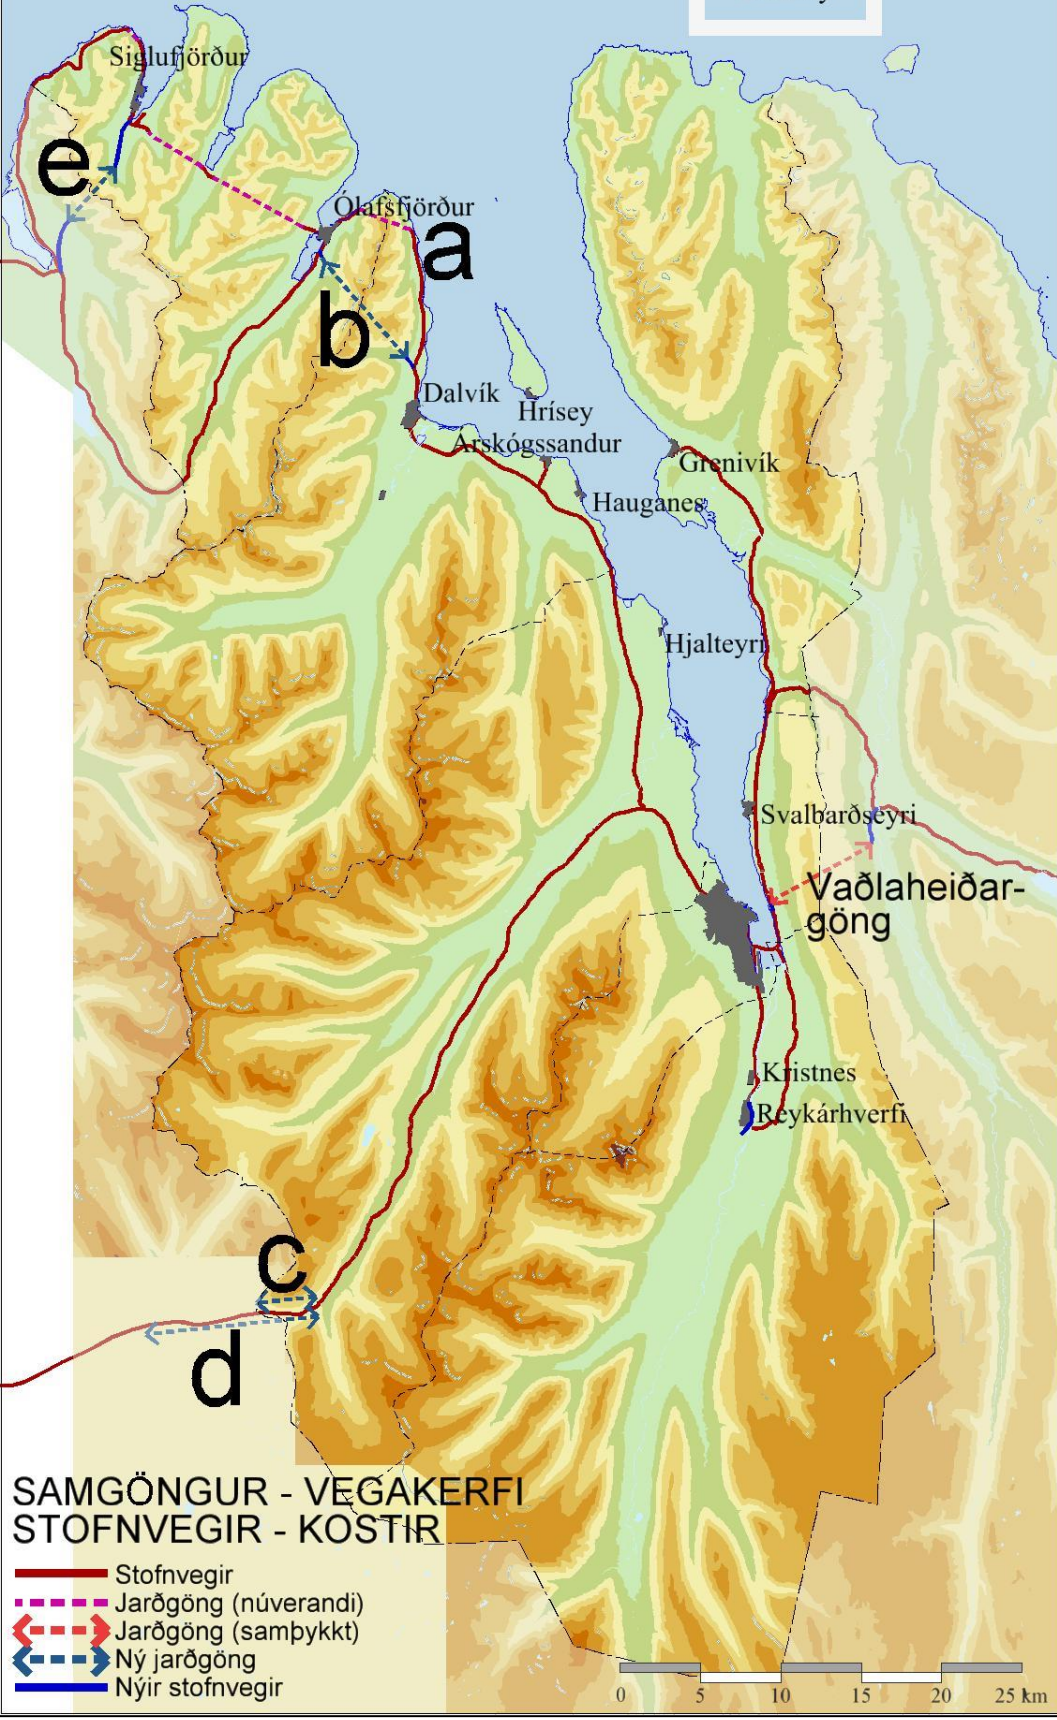 Siglufjörður
e
Ólafsfjörður
a
b
Dalvík
Hrísey
Arskógssandur
Grenivík
Hauganes
Hjalteyri
Svalbarðseyri
Vaðlaheiðar-
göng
Kristnes
Reykárhverfi
c
d
SAMGÖNGUR - VEGAKERFI
STOFNVEGIR - KOSTIR
Stofnvegir
Jarðgöng (núverandi)
Jarðgöng (samþykkt)
Ný jarðgöng
Nýir stofnvegir
0 5 10 15 20 25 km